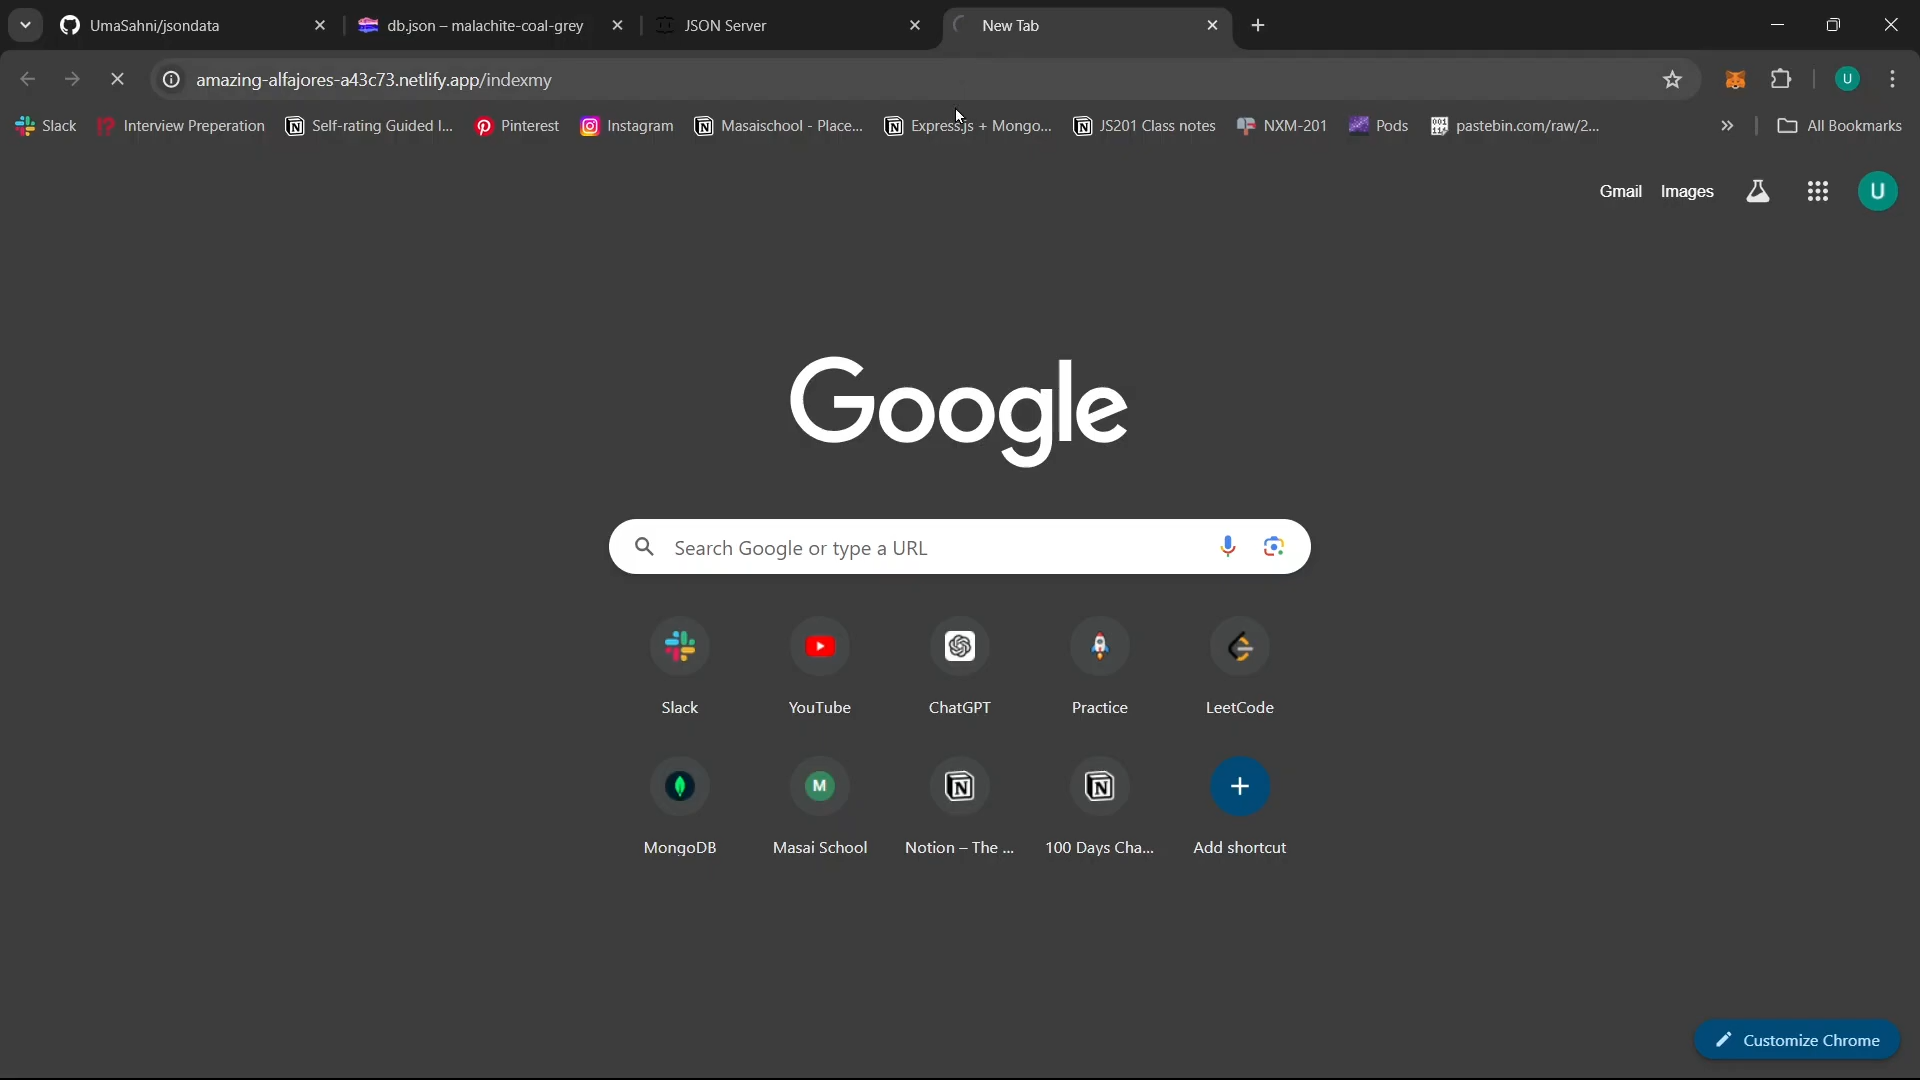 UmaSahni/jsondata
db.json – malachite-coal-grey
JSON Server
New Tab
amazing-alfajores-a43c73.netlify.app/indexmy
Slack
Interview Preperation
Self-rating Guided I...
Pinterest
Instagram
Masaischool - Place...
Express.js + Mongo...
JS201 Class notes
NXM-201
Pods
pastebin.com/raw/2...
All Bookmarks
Gmail
Images
U
U
Google
Search Google or type a URL
Slack
YouTube
ChatGPT
Practice
LeetCode
M
MongoDB
Masai School
Notion – The ...
100 Days Cha...
Add shortcut
Customize Chrome